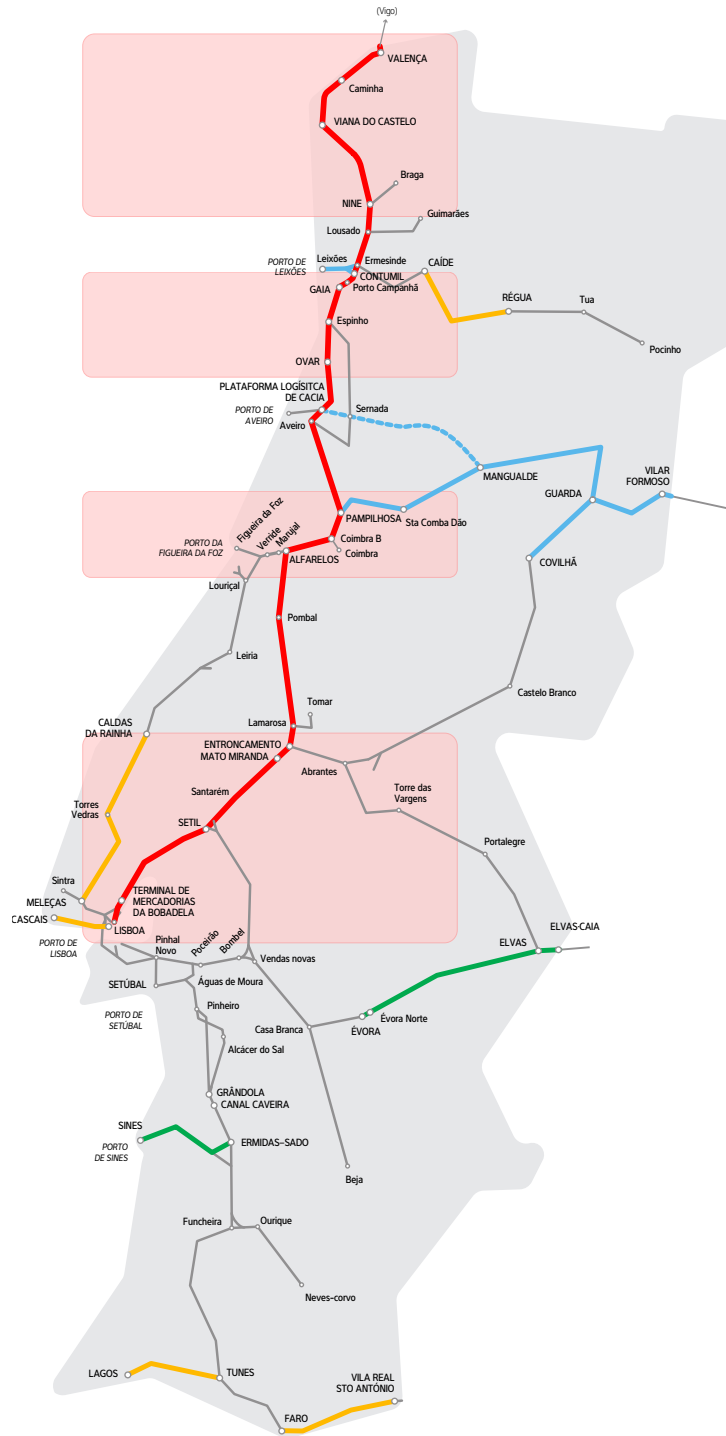 (Vigo)
VALENÇA
Caminha
VIANA DO CASTELO
Braga
NINE
Guimarães
Lousado
Ermesinde
Leixões
PORTO DE
LEIXÕES
CAÍDE
CONTUMIL
Porto Campanhã
GAIA
RÉGUA
Tua
Espinho
Pocinho
OVAR
PLATAFORMA LOGÍSITCA
DE CACIA
PORTO DE
AVEIRO
Sernada
Aveiro
MANGUALDE
VILAR
FORMOSO
GUARDA
PAMPILHOSA
Sta Comba Dão
Figueira da Foz
Verride
Marujal
PORTO DA
FIGUEIRA DA FOZ
Coimbra B
Coimbra
ALFARELOS
COVILHÃ
Louriçal
Pombal
Leiria
Castelo Branco
Tomar
Lamarosa
CALDAS
DA RAINHA
ENTRONCAMENTO
MATO MIRANDA
Abrantes
Santarém
Torre das
Vargens
Torres
Vedras
SETIL
Portalegre
Sintra
MELEÇAS
TERMINAL DE
MERCADORIAS
DA BOBADELA
CASCAIS
LISBOA
ELVAS-CAIA
ELVAS
PORTO DE
LISBOA
Pinhal
Novo
Poceirão
Bombel
Vendas novas
SETÚBAL
Águas de Moura
PORTO DE
SETÚBAL
Pinheiro
Évora Norte
ÉVORA
Casa Branca
Alcácer do Sal
GRÂNDOLA
CANAL CAVEIRA
SINES
PORTO
DE SINES
ERMIDAS-SADO
Beja
Funcheira
Ourique
Neves-corvo
LAGOS
TUNES
VILA REAL
STO ANTÓNIO
FARO